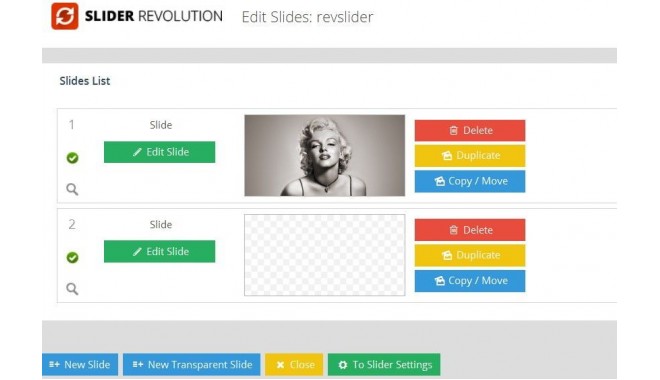 SLIDER REVOLUTION Edit Slides: revslider
Slides List
1 Slide
Edit Slide
Delete
Duplicate
Copy / Move
2 Slide
Edit Slide
Delete
Duplicate
Copy / Move
New Slide New Transparent Slide Close To Slider Settings